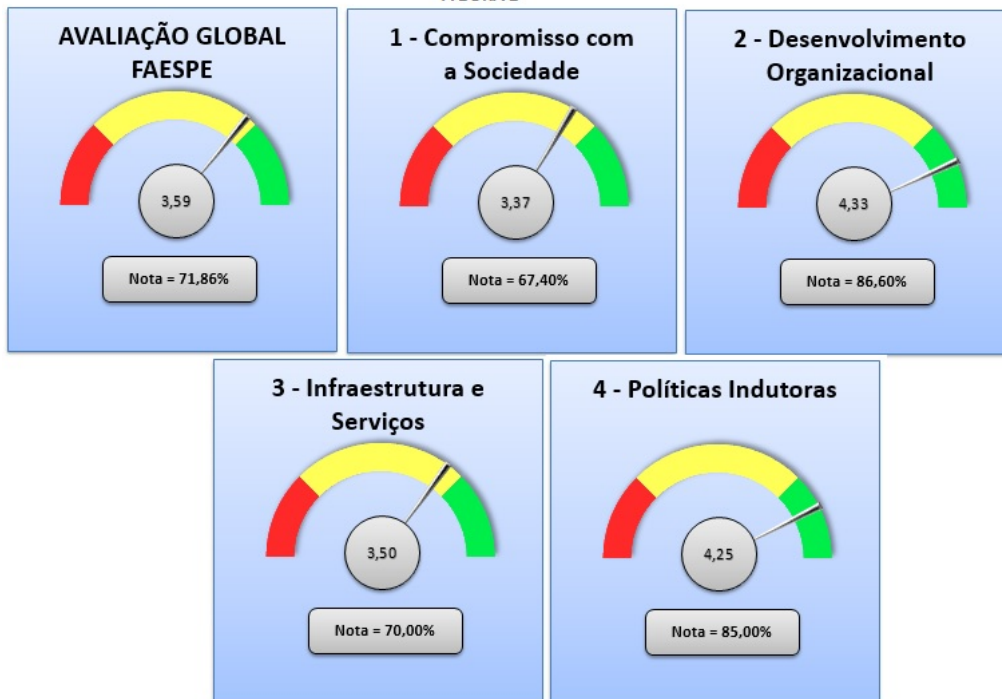 AVALIAÇÃO GLOBAL
FAESPE
3,59
Nota = 71,86%
1 - Compromisso com
a Sociedade
3,37
Nota = 67,40%
2 - Desenvolvimento
Organizacional
4,33
Nota = 86,60%
3 - Infraestrutura e
Serviços
3,50
Nota = 70,00%
4 - Políticas Indutoras
4,25
Nota = 85,00%